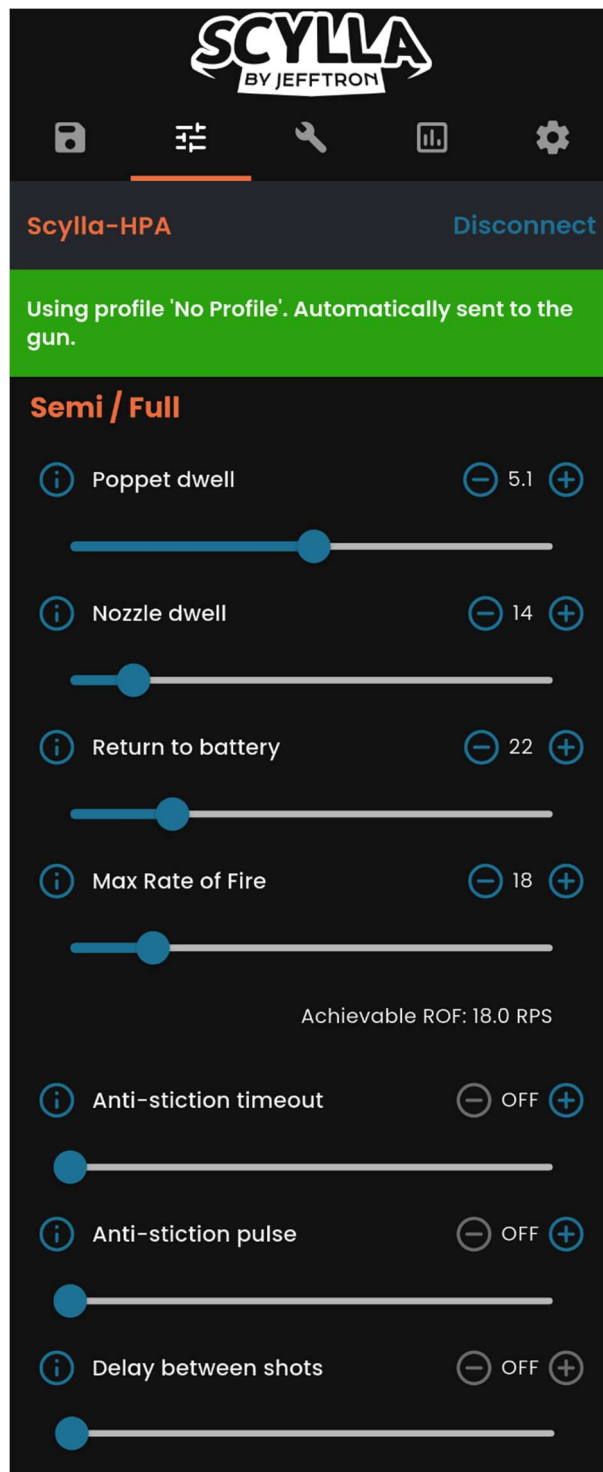 SCYLLA
BY JEFFTRON
Scylla-HPA
Disconnect
Using profile 'No Profile'. Automatically sent to the
gun.
Semi / Full
Poppet dwell
5.1
Nozzle dwell
14
Return to battery
22
Max Rate of Fire
18
Achievable ROF: 18.0 RPS
Anti-stiction timeout
OFF
Anti-stiction pulse
OFF
Delay between shots
OFF